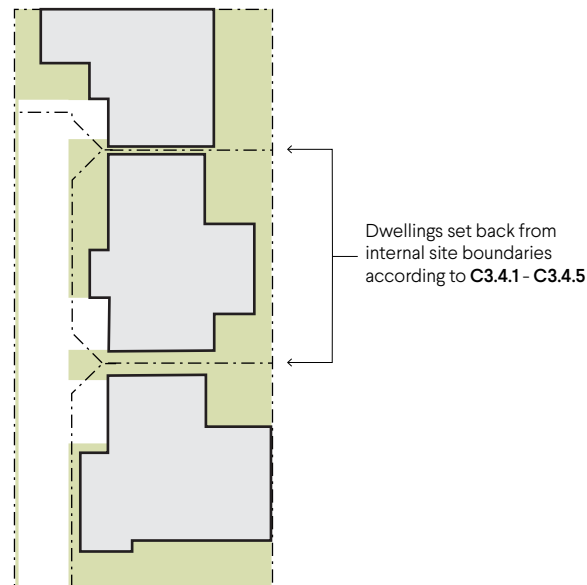 Dwellings set back from
internal site boundaries
according to C3.4.1 - C3.4.5